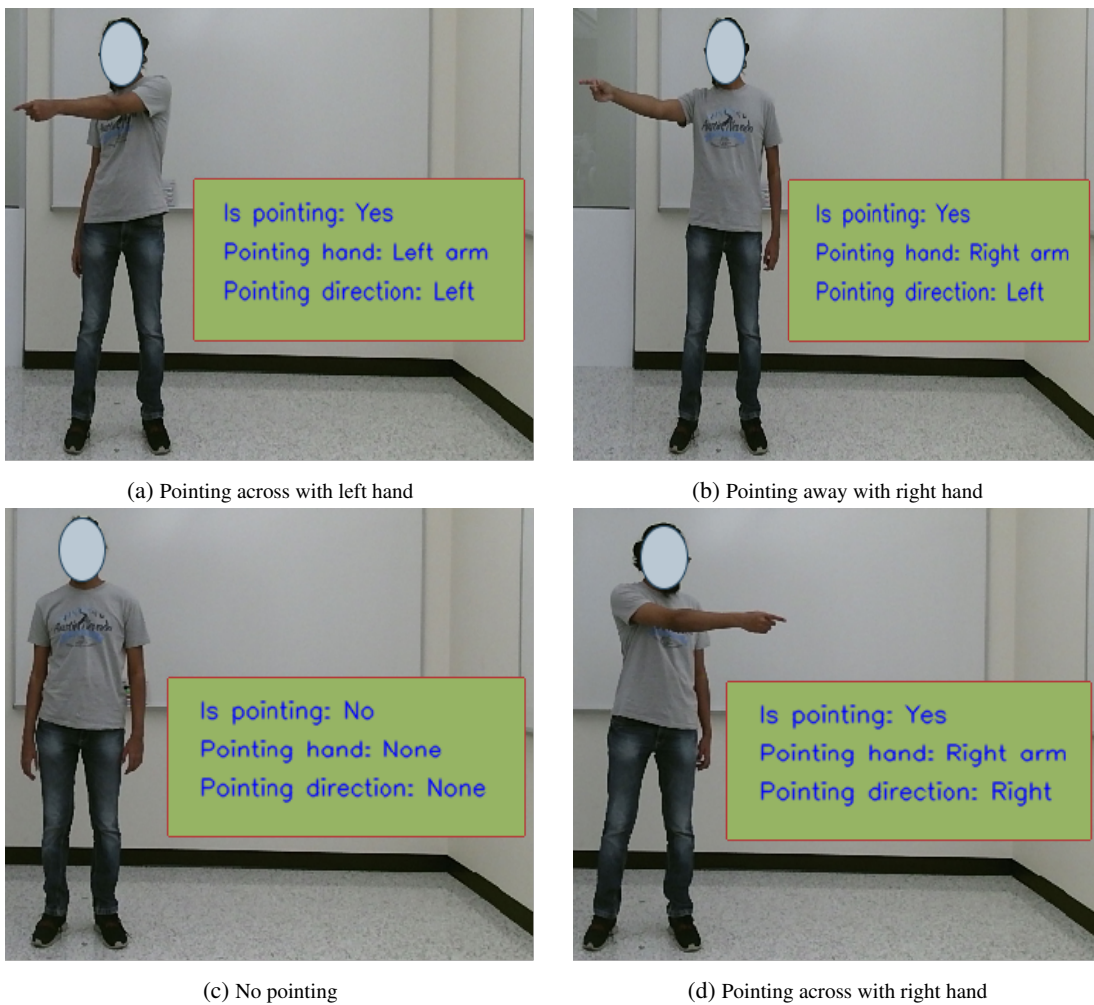 Is pointing: Yes
Pointing hand: Left arm
Pointing direction: Left
Is pointing: Yes
Pointing hand: Right arm
Pointing direction: Left
(a) Pointing across with left hand
(b) Pointing away with right hand
Is pointing: No
Pointing hand: None
Pointing direction: None
Is pointing: Yes
Pointing hand: Right arm
Pointing direction: Right
(c) No pointing
(d) Pointing across with right hand